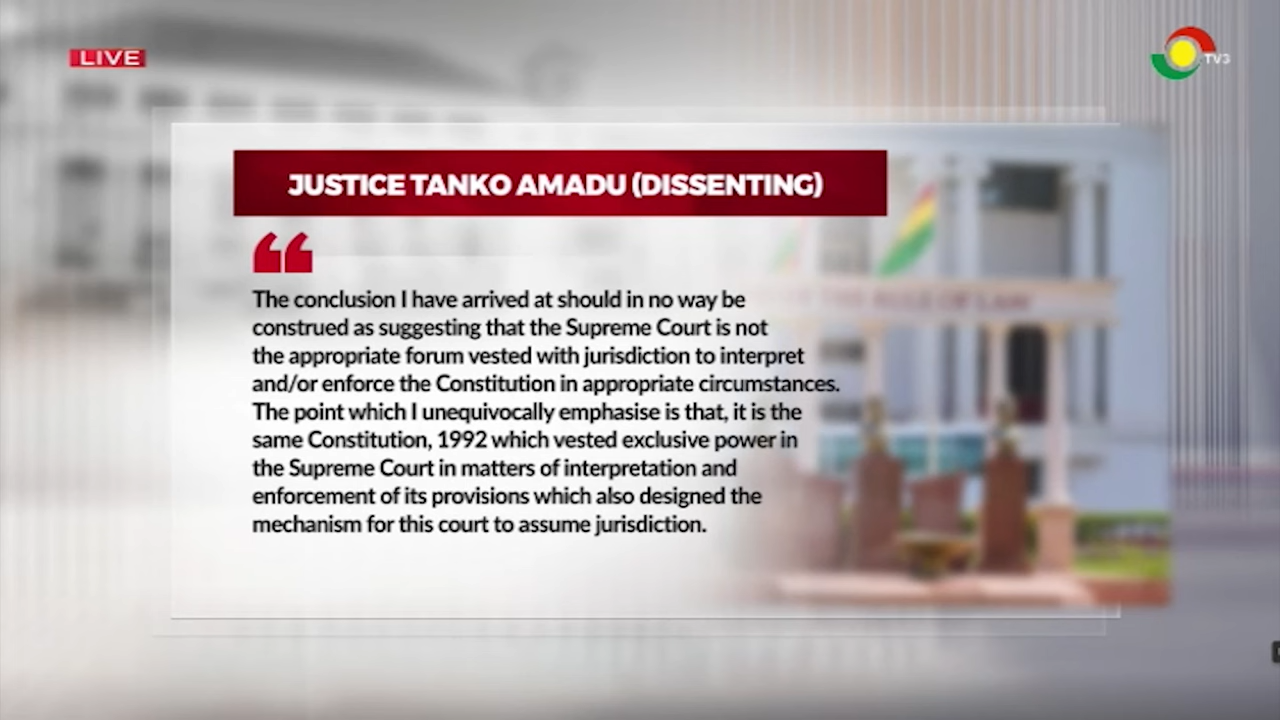 LIVE
TV3
JUSTICE TANKO AMADU (DISSENTING)
“
The conclusion I have arrived at should in no way be
construed as suggesting that the Supreme Court is not
the appropriate forum vested with jurisdiction to interpret
and/or enforce the Constitution in appropriate circumstances.
The point which I unequivocally emphasise is that, it is the
same Constitution, 1992 which vested exclusive power in
the Supreme Court in matters of interpretation and
enforcement of its provisions which also designed the
mechanism for this court to assume jurisdiction.
THE RULE OF LAW